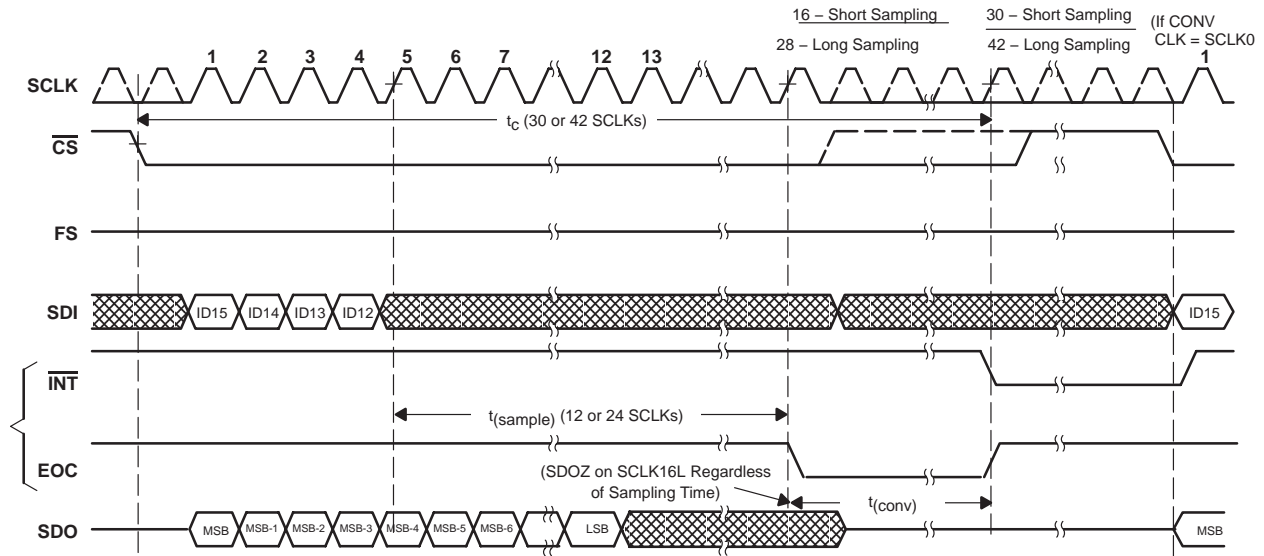 16 – Short Sampling
28 – Long Sampling
30 – Short Sampling
42 – Long Sampling
(If CONV
CLK = SCLK0
1 2 3 4 5 6 7 12 13 1
SCLK
tc (30 or 42 SCLKs)
CS
FS
SDI
ID15 ID14 ID13 ID12 ID15
INT
t(sample) (12 or 24 SCLKs)
EOC
(SDOZ on SCLK16L Regardless
of Sampling Time)
t(conv)
SDO
MSB MSB-1 MSB-2 MSB-3 MSB-4 MSB-5 MSB-6 LSB MSB